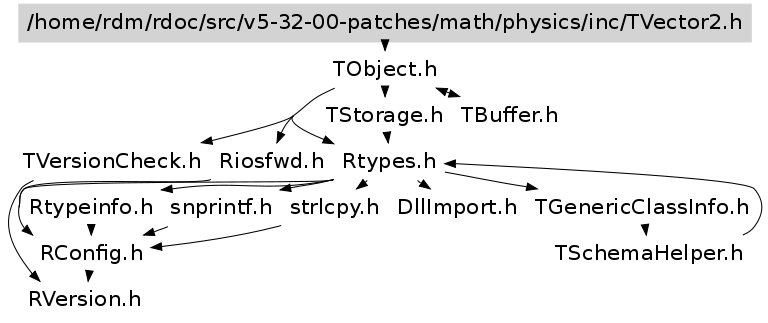 /home/rdm/rdoc/src/v5-32-00-patches/math/physics/inc/TVector2.h
TObject.h
TStorage.h TBuffer.h
TVersionCheck.h Riosfwd.h Rtypes.h
Rtypeinfo.h snprintf.h strlcpy.h DllImport.h TGenericClassInfo.h
RConfig.h TSchemaHelper.h
RVersion.h